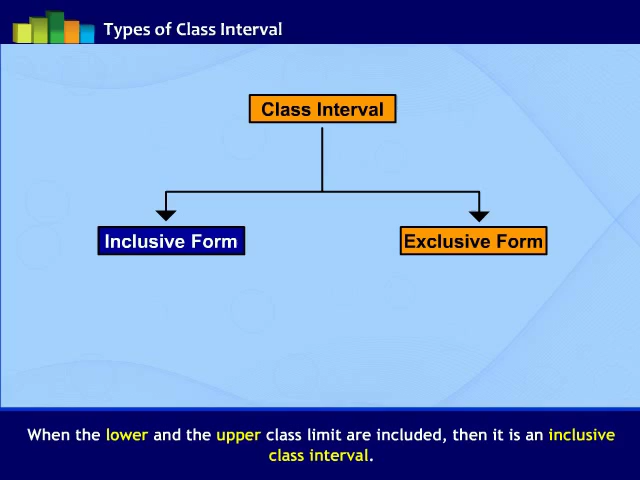 Types of Class Interval
Class Interval
Inclusive Form
Exclusive Form
When the lower and the upper class limit are included, then it is an inclusive
class interval.